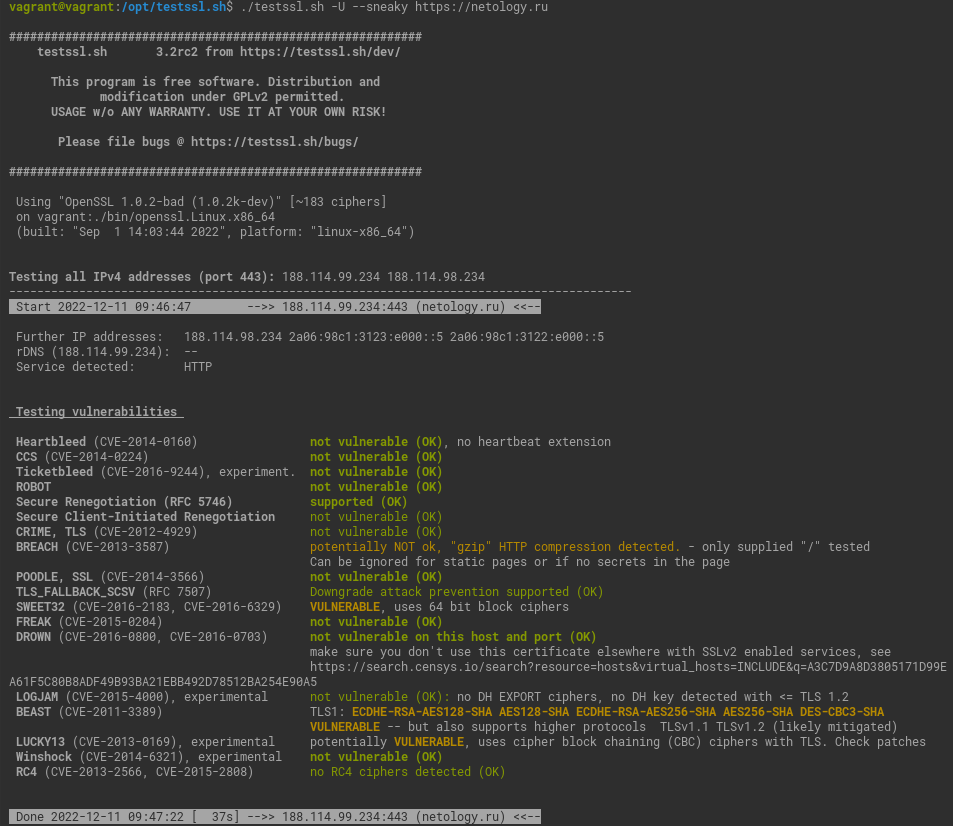 vagrant@vagrant:/opt/testssl.sh$ ./testssl.sh -U --sneaky https://netology.ru
###########################################################
testssl.sh 3.2rc2 from https://testssl.sh/dev/
This program is free software. Distribution and
modification under GPLv2 permitted.
USAGE w/o ANY WARRANTY. USE IT AT YOUR OWN RISK!
Please file bugs @ https://testssl.sh/bugs/
###########################################################
Using "OpenSSL 1.0.2-bad (1.0.2k-dev)" [~183 ciphers]
on vagrant:./bin/openssl.Linux.x86_64
(built: "Sep 1 14:03:44 2022", platform: "linux-x86_64")
Testing all IPv4 addresses (port 443): 188.114.99.234 188.114.98.234
-----------------------------------------------------------------------------------------
Start 2022-12-11 09:46:47 -->> 188.114.99.234:443 (netology.ru) <<--
Further IP addresses: 188.114.98.234 2a06:98c1:3123:e000::5 2a06:98c1:3122:e000::5
rDNS (188.114.99.234): --
Service detected: HTTP
Testing vulnerabilities
Heartbleed (CVE-2014-0160) not vulnerable (OK), no heartbeat extension
CCS (CVE-2014-0224) not vulnerable (OK)
Ticketbleed (CVE-2016-9244), experiment. not vulnerable (OK)
ROBOT not vulnerable (OK)
Secure Renegotiation (RFC 5746) supported (OK)
Secure Client-Initiated Renegotiation not vulnerable (OK)
CRIME, TLS (CVE-2012-4929) not vulnerable (OK)
BREACH (CVE-2013-3587) potentially NOT ok, "gzip" HTTP compression detected. - only supplied "/" tested
Can be ignored for static pages or if no secrets in the page
POODLE, SSL (CVE-2014-3566) not vulnerable (OK)
TLS_FALLBACK_SCSV (RFC 7507) Downgrade attack prevention supported (OK)
SWEET32 (CVE-2016-2183, CVE-2016-6329) VULNERABLE, uses 64 bit block ciphers
FREAK (CVE-2015-0204) not vulnerable (OK)
DROWN (CVE-2016-0800, CVE-2016-0703) not vulnerable on this host and port (OK)
make sure you don't use this certificate elsewhere with SSLv2 enabled services, see
https://search.censys.io/search?resource=hosts&virtual_hosts=INCLUDE&q=A3C7D9A8D3805171D99E
A61F5C80B8ADF49B93BA21EBB492D78512BA254E90A5
LOGJAM (CVE-2015-4000), experimental not vulnerable (OK): no DH EXPORT ciphers, no DH key detected with <= TLS 1.2
BEAST (CVE-2011-3389) TLS1: ECDHE-RSA-AES128-SHA AES128-SHA ECDHE-RSA-AES256-SHA AES256-SHA DES-CBC3-SHA
VULNERABLE -- but also supports higher protocols TLSv1.1 TLSv1.2 (likely mitigated)
LUCKY13 (CVE-2013-0169), experimental potentially VULNERABLE, uses cipher block chaining (CBC) ciphers with TLS. Check patches
Winshock (CVE-2014-6321), experimental not vulnerable (OK)
RC4 (CVE-2013-2566, CVE-2015-2808) no RC4 ciphers detected (OK)
Done 2022-12-11 09:47:22 [ 37s] -->> 188.114.99.234:443 (netology.ru) <<--